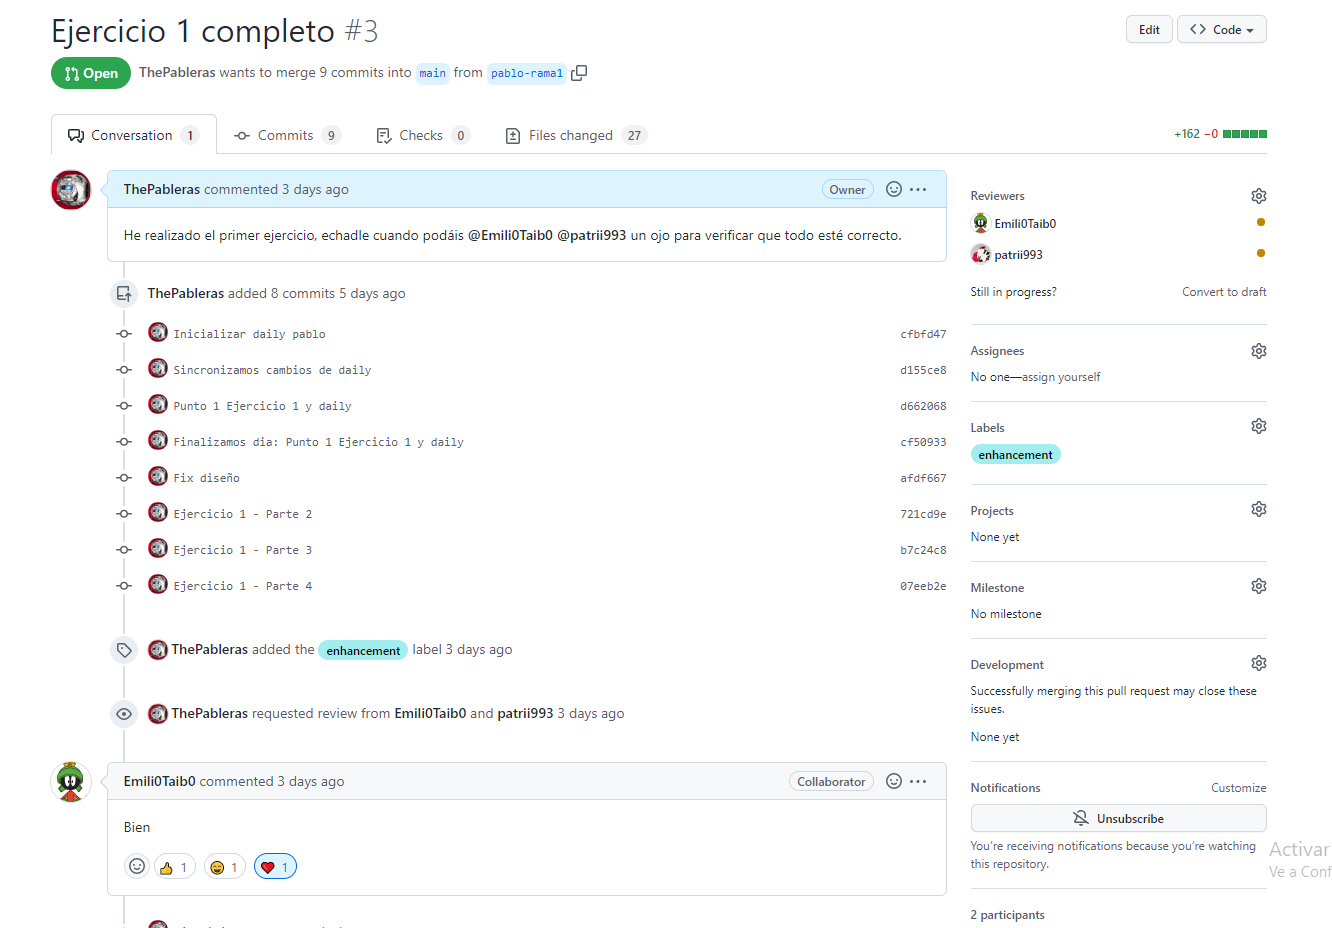 Ejercicio 1 completo #3
Edit
Code
Open
ThePableras wants to merge 9 commits into main from pablo-rama1
Conversation 1
Commits 9
Checks 0
Files changed 27
+162 −0
ThePableras commented 3 days ago
Owner
He realizado el primer ejercicio, echadle cuando podáis @Emili0Taib0 @patrii993 un ojo para verificar que todo esté correcto.
ThePableras added 8 commits 5 days ago
Inicializar daily pablo cfbfd47
Sincronizamos cambios de daily d155ce8
Punto 1 Ejercicio 1 y daily d662068
Finalizamos dia: Punto 1 Ejercicio 1 y daily cf50933
Fix diseño afdf667
Ejercicio 1 - Parte 2 721cd9e
Ejercicio 1 - Parte 3 b7c24c8
Ejercicio 1 - Parte 4 07eeb2e
ThePableras added the enhancement label 3 days ago
ThePableras requested review from Emili0Taib0 and patrii993 3 days ago
Emili0Taib0 commented 3 days ago
Collaborator
Bien
1 1 1
Reviewers
Emili0Taib0
patrii993
Still in progress? Convert to draft
Assignees
No one—assign yourself
Labels
enhancement
Projects
None yet
Milestone
No milestone
Development
Successfully merging this pull request may close these
issues.
None yet
Notifications Customize
Unsubscribe
You're receiving notifications because you're watching
this repository.
2 participants
Activar
Ve a Conf